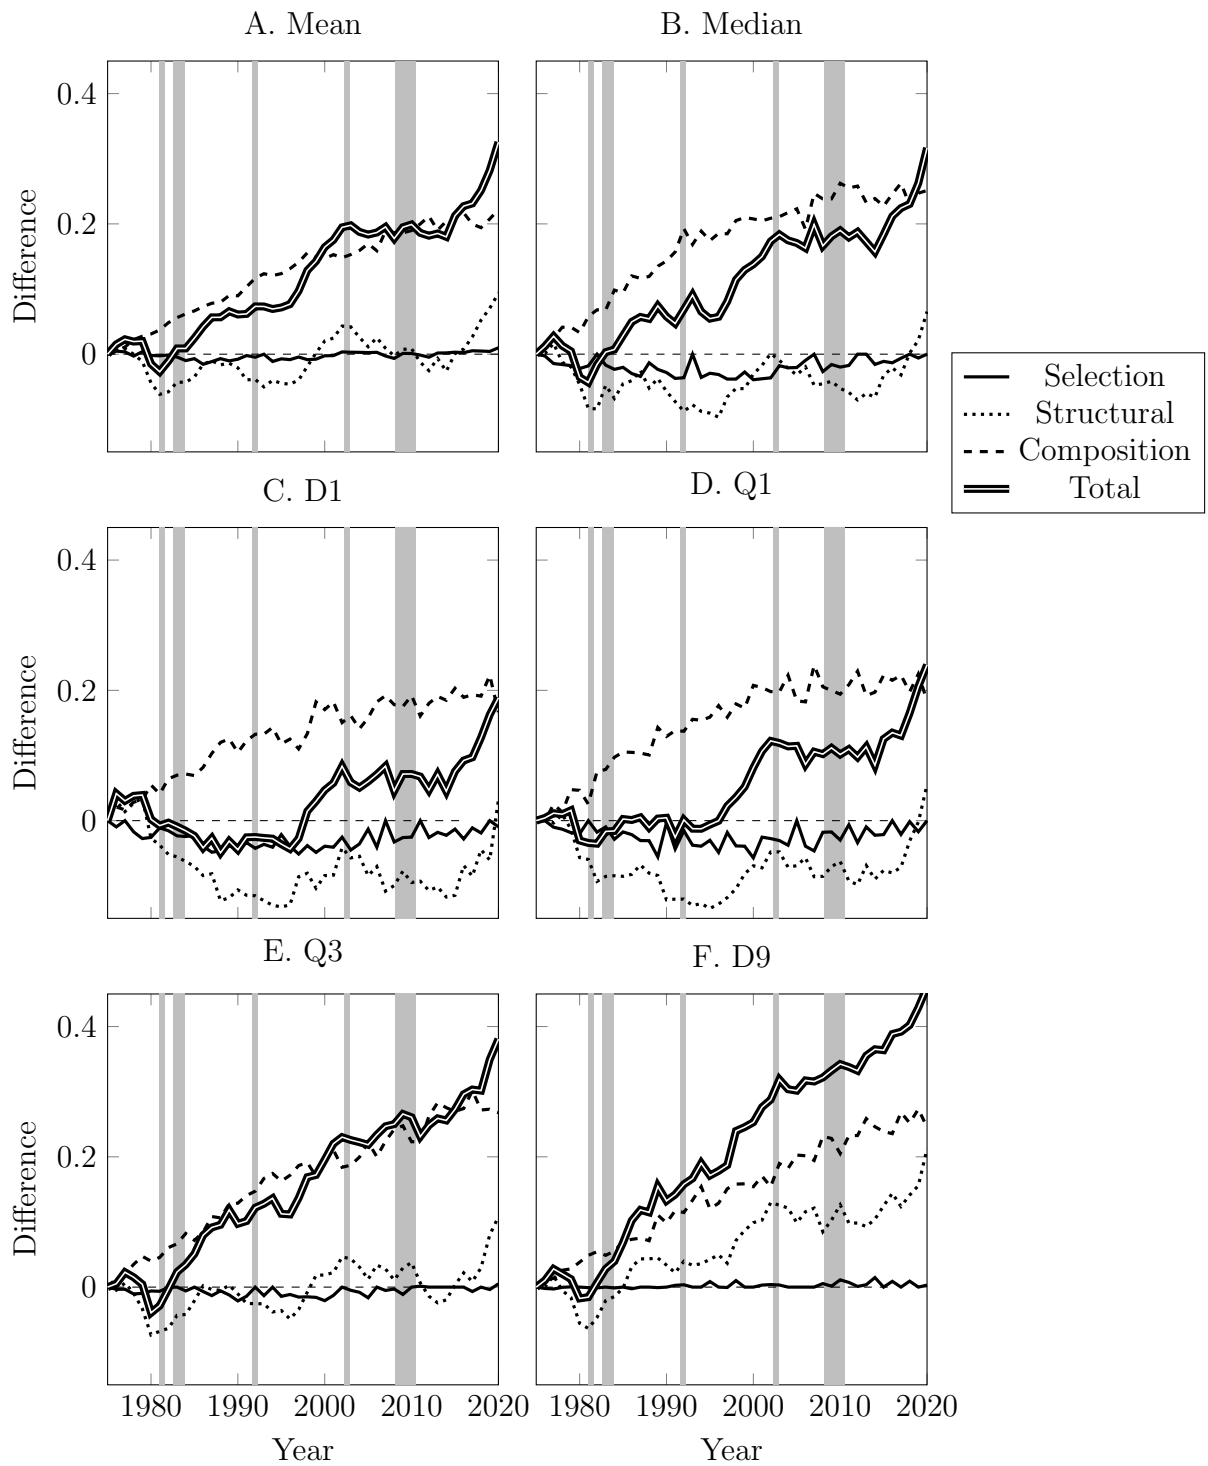 A. Mean
B. Median
0.4
0.2
0
Difference
Selection
Structural
Composition
Total
C. D1
D. Q1
0.4
0.2
0
Difference
E. Q3
F. D9
0.4
0.2
0
Difference
1980 1990 2000 2010 2020
1980 1990 2000 2010 2020
Year
Year